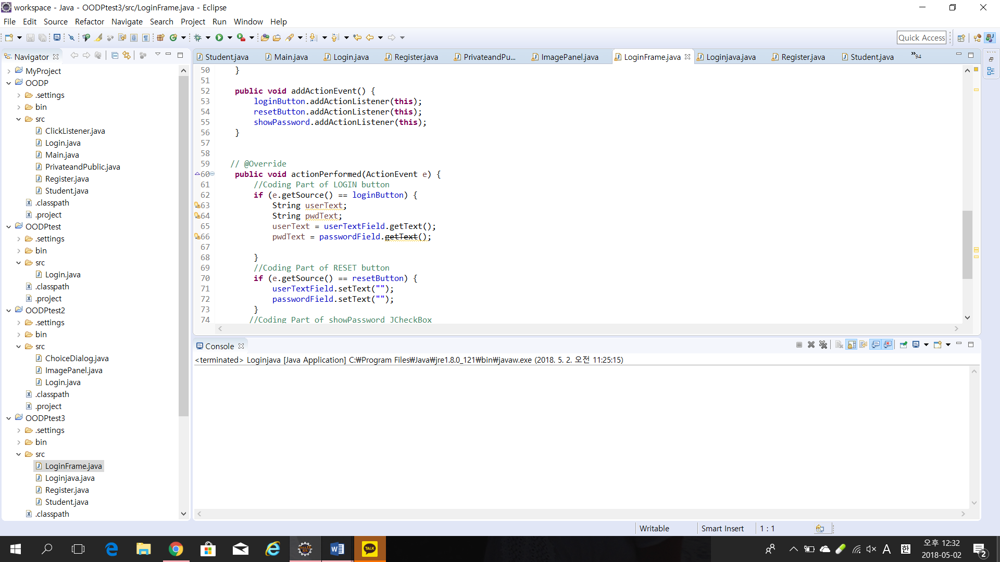 workspace - Java - OODPtest3/src/LoginFrame.java - Eclipse
File Edit Source Refactor Navigate Search Project Run Window Help
Quick Access
Navigator
MyProject
OODP
.settings
bin
src
ClickListener.java
Login.java
Main.java
PrivateandPublic.java
Register.java
Student.java
.classpath
.project
OODPtest
.settings
bin
src
Login.java
.classpath
.project
OODPtest2
.settings
bin
src
ChoiceDialog.java
ImagePanel.java
Login.java
.classpath
.project
OODPtest3
.settings
bin
src
LoginFrame.java
Loginjava.java
Register.java
Student.java
.classpath
Student.java Main.java Login.java Register.java PrivateandPu... ImagePanel.java LoginFrame.java Loginjava.java Register.java Student.java »94
50 }
51
52 public void addActionEvent() {
53 loginButton.addActionListener(this);
54 resetButton.addActionListener(this);
55 showPassword.addActionListener(this);
56 }
57
58
59 // @Override
60 public void actionPerformed(ActionEvent e) {
61 //Coding Part of LOGIN button
62 if (e.getSource() == loginButton) {
63 String userText;
64 String pwdText;
65 userText = userTextField.getText();
66 pwdText = passwordField.getText();
67
68 }
69 //Coding Part of RESET button
70 if (e.getSource() == resetButton) {
71 userTextField.setText("");
72 passwordField.setText("");
73 }
74 //Coding Part of showPassword JCheckBox
Console
<terminated> Loginjava [Java Application] C:₩Program Files₩Java₩jre1.8.0_121₩bin₩javaw.exe (2018. 5. 2. 오전 11:25:15)
Writable Smart Insert 1 : 1
TALK
A 한
오후 12:32
2018-05-02
2